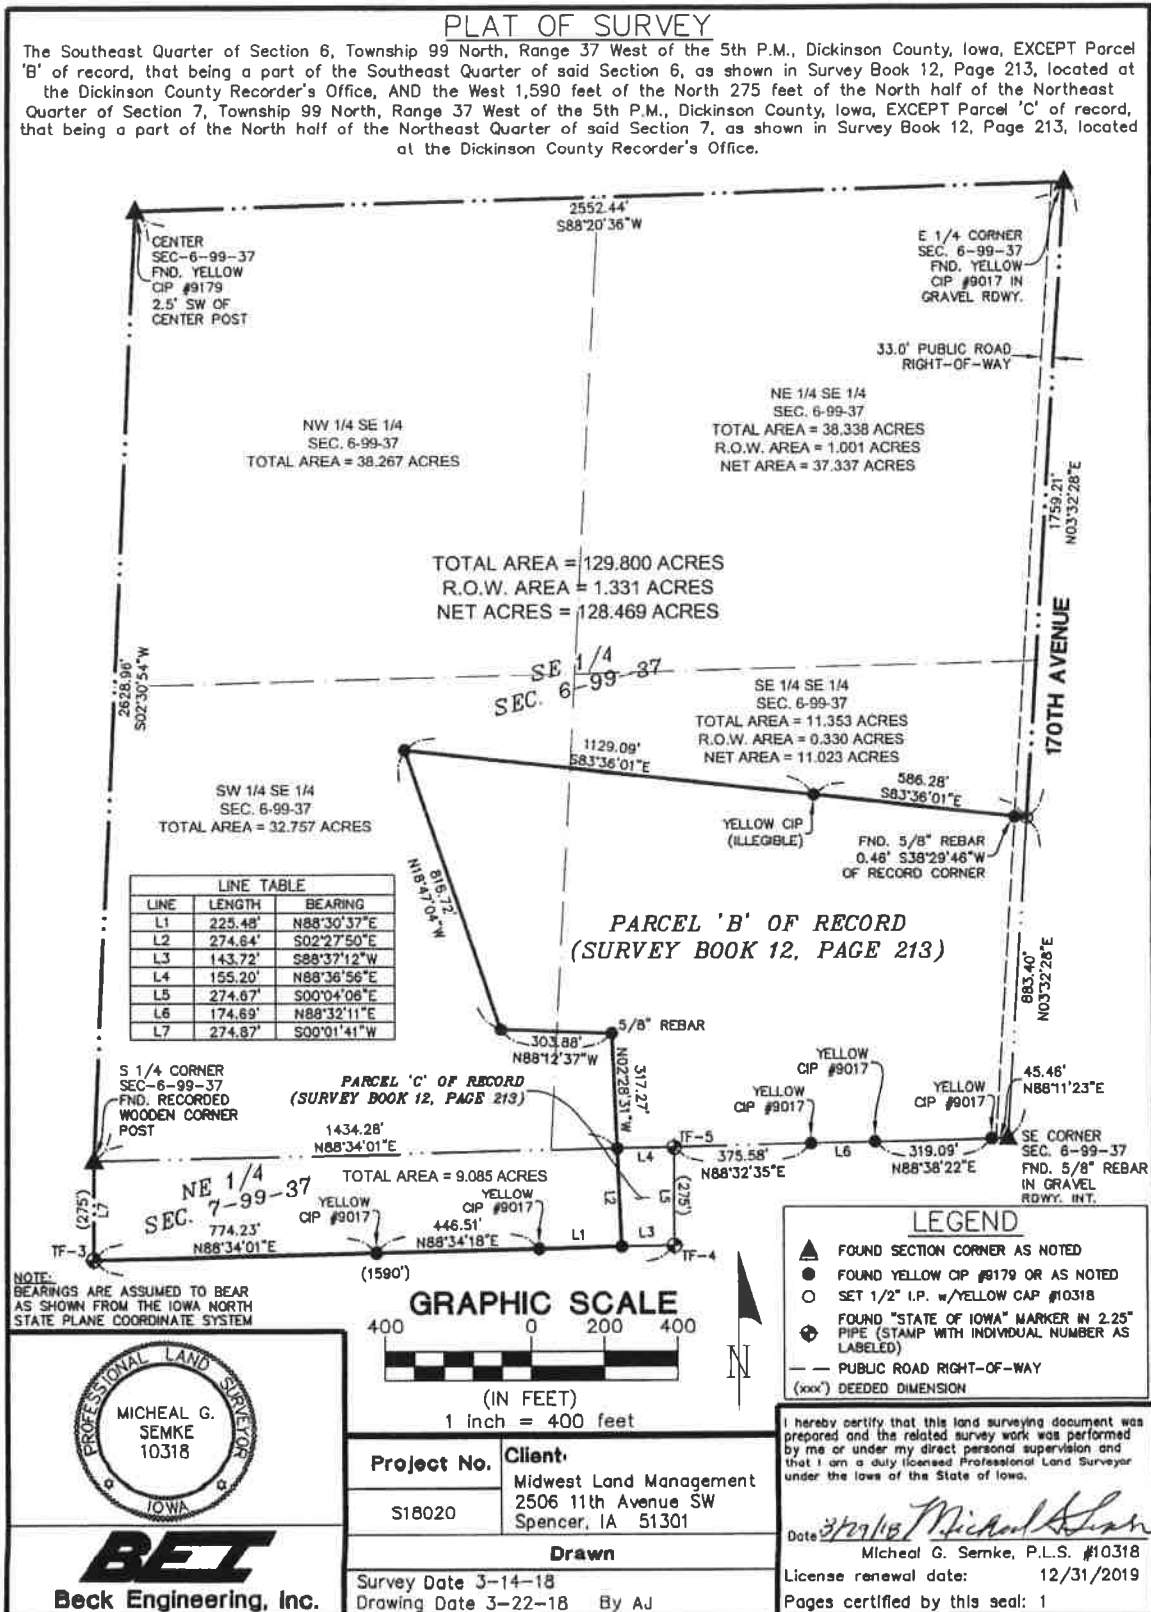 PLAT OF SURVEY
The Southeast Quarter of Section 6, Township 99 North, Range 37 West of the 5th P.M., Dickinson County, Iowa, EXCEPT Parcel
'B' of record, that being a part of the Southeast Quarter of said Section 6, as shown in Survey Book 12, Page 213, located at
the Dickinson County Recorder's Office, AND the West 1,590 feet of the North 275 feet of the North half of the Northeast
Quarter of Section 7, Township 99 North, Range 37 West of the 5th P.M., Dickinson County, Iowa, EXCEPT Parcel 'C' of record,
that being a part of the North half of the Northeast Quarter of said Section 7, as shown in Survey Book 12, Page 213, located
at the Dickinson County Recorder's Office.
2552.44'
S88°20'36"W
CENTER
SEC-6-99-37
FND. YELLOW
CIP #9179
2.5' SW OF
CENTER POST
E 1/4 CORNER
SEC. 6-99-37
FND. YELLOW
CIP #9017 IN
GRAVEL RDWY.
33.0' PUBLIC ROAD
RIGHT-OF-WAY
NW 1/4 SE 1/4
SEC. 6-99-37
TOTAL AREA = 38.267 ACRES
NE 1/4 SE 1/4
SEC. 6-99-37
TOTAL AREA = 38.338 ACRES
R.O.W. AREA = 1.001 ACRES
NET AREA = 37.337 ACRES
1759.21'
N03°32'28"E
TOTAL AREA = 129.800 ACRES
R.O.W. AREA = 1.331 ACRES
NET ACRES = 128.469 ACRES
170TH AVENUE
2628.96'
S02°30'54"W
SE 1/4
SEC. 6-99-37
SE 1/4 SE 1/4
SEC. 6-99-37
TOTAL AREA = 11.353 ACRES
R.O.W. AREA = 0.330 ACRES
NET AREA = 11.023 ACRES
1129.09'
S83°36'01"E
586.28'
S83°36'01"E
SW 1/4 SE 1/4
SEC. 6-99-37
TOTAL AREA = 32.757 ACRES
YELLOW CIP
(ILLEGIBLE)
FND. 5/8" REBAR
0.46' S38°29'46"W
OF RECORD CORNER
816.72'
N18°47'04"W
LINE TABLE
LINE LENGTH BEARING
L1 225.48' N88°30'37"E
L2 274.64' S02°27'50"E
L3 143.72' S88°37'12"W
L4 155.20' N88°36'56"E
L5 274.67' S00°04'06"E
L6 174.69' N88°32'11"E
L7 274.87' S00°01'41"W
PARCEL 'B' OF RECORD
(SURVEY BOOK 12, PAGE 213)
883.40'
N03°32'28"E
5/8" REBAR
303.88'
N88°12'37"W
317.27'
N02°28'31"W
S 1/4 CORNER
SEC-6-99-37
FND. RECORDED
WOODEN CORNER
POST
PARCEL 'C' OF RECORD
(SURVEY BOOK 12, PAGE 213)
YELLOW
CIP #9017
YELLOW
CIP #9017
YELLOW
CIP #9017
45.46'
N88°11'23"E
1434.28'
N88°34'01"E
TF-5
L4
375.58'
N88°32'35"E
L6
319.09'
N88°38'22"E
SE CORNER
SEC. 6-99-37
FND. 5/8" REBAR
IN GRAVEL
RDWY. INT.
NE 1/4
SEC. 7-99-37
TOTAL AREA = 9.085 ACRES
(275')
L7
YELLOW
CIP #9017
YELLOW
CIP #9017
L2
L5
(275')
TF-3
774.23'
N88°34'01"E
446.51'
N88°34'18"E
L1
L3
TF-4
(1590')
NOTE:
BEARINGS ARE ASSUMED TO BEAR
AS SHOWN FROM THE IOWA NORTH
STATE PLANE COORDINATE SYSTEM
GRAPHIC SCALE
400 0 200 400
(IN FEET)
1 inch = 400 feet
N
LEGEND
FOUND SECTION CORNER AS NOTED
FOUND YELLOW CIP #9179 OR AS NOTED
SET 1/2" I.P. w/YELLOW CAP #10318
FOUND "STATE OF IOWA" MARKER IN 2.25"
PIPE (STAMP WITH INDIVIDUAL NUMBER AS
LABELED)
PUBLIC ROAD RIGHT-OF-WAY
(xxx') DEEDED DIMENSION
PROFESSIONAL LAND SURVEYOR
MICHEAL G.
SEMKE
10318
IOWA
BEI
Beck Engineering, Inc.
Project No.
S18020
Client:
Midwest Land Management
2506 11th Avenue SW
Spencer, IA 51301
Drawn
Survey Date 3-14-18
Drawing Date 3-22-18 By AJ
I hereby certify that this land surveying document was
prepared and the related survey work was performed
by me or under my direct personal supervision and
that I am a duly licensed Professional Land Surveyor
under the laws of the State of Iowa.
Date 3/29/18
Micheal G. Semke, P.L.S. #10318
License renewal date: 12/31/2019
Pages certified by this seal: 1